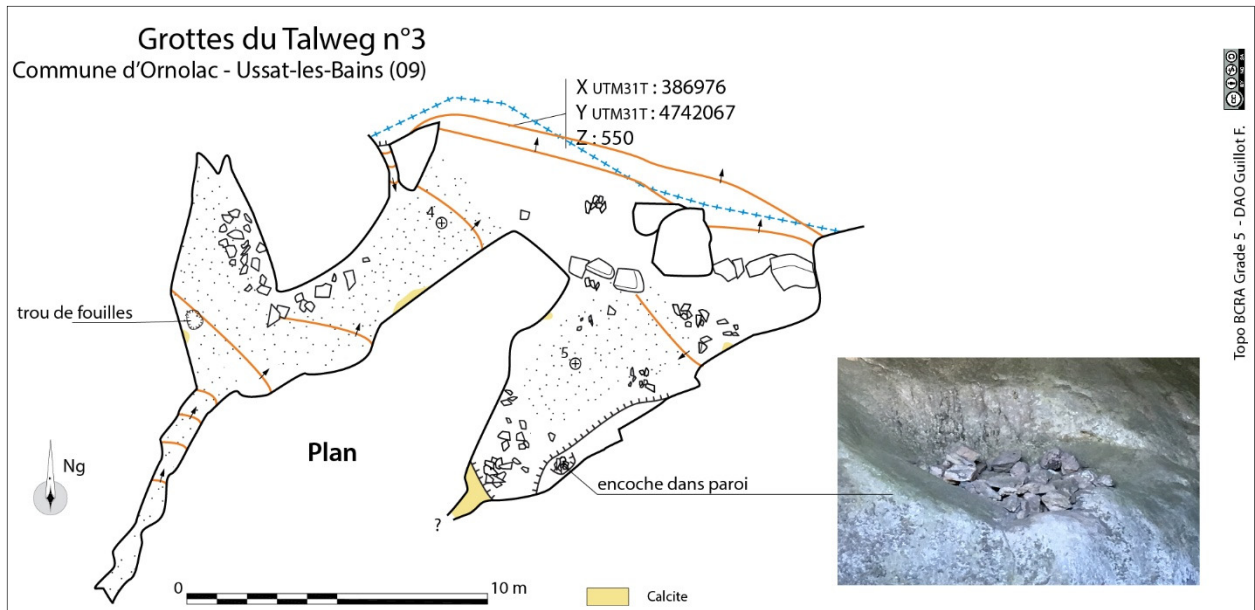 Grottes du Talweg n°3
Commune d'Ornolac - Ussat-les-Bains (09)
X UTM31T : 386976
Y UTM31T : 4742067
Z : 550
4
trou de fouilles
5
Plan
Ng
encoche dans paroi
?
0
10 m
Calcite
Topo BCRA Grade 5 - DAO Guillot F.